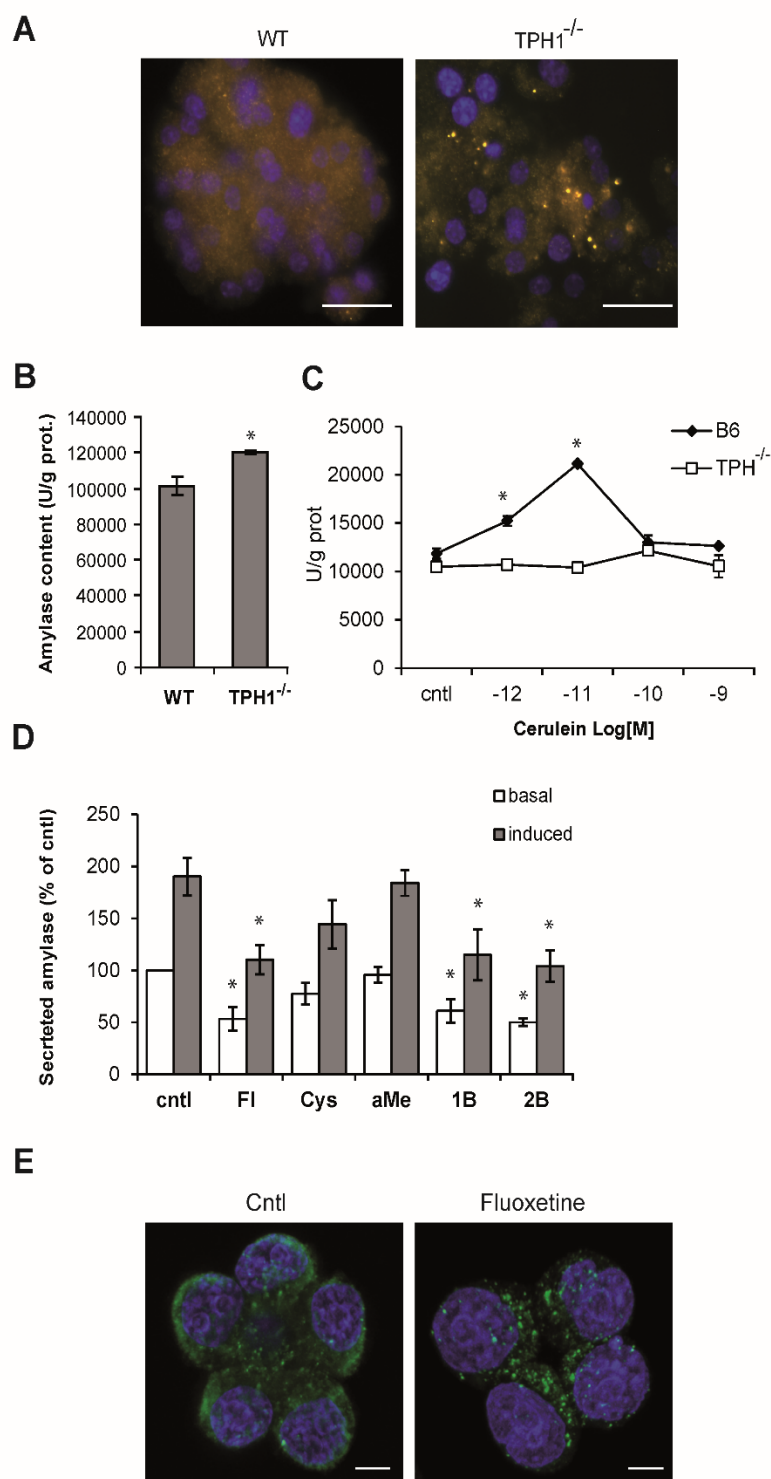 A
WT
TPH1-/-
B
Amylase content (U/g prot.)
140000
120000
100000
80000
60000
40000
20000
0
*
WT
TPH1-/-
C
U/g prot
25000
20000
15000
10000
5000
0
*
*
B6
TPH-/-
cntl
-12
-11
-10
-9
Cerulein Log[M]
D
Secrteted amylase (% of cntl)
250
200
150
100
50
0
basal
induced
*
*
*
*
*
*
cntl
Fl
Cys
aMe
1B
2B
E
Cntl
Fluoxetine